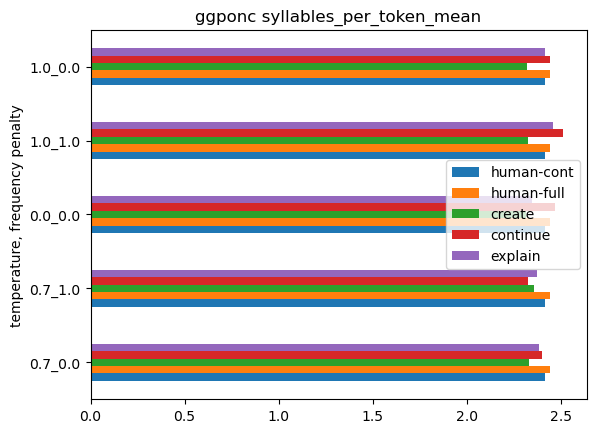 ggponc syllables_per_token_mean
temperature, frequency penalty
1.0_0.0
1.0_1.0
0.0_0.0
0.7_1.0
0.7_0.0
human-cont
human-full
create
continue
explain
0.0
0.5
1.0
1.5
2.0
2.5